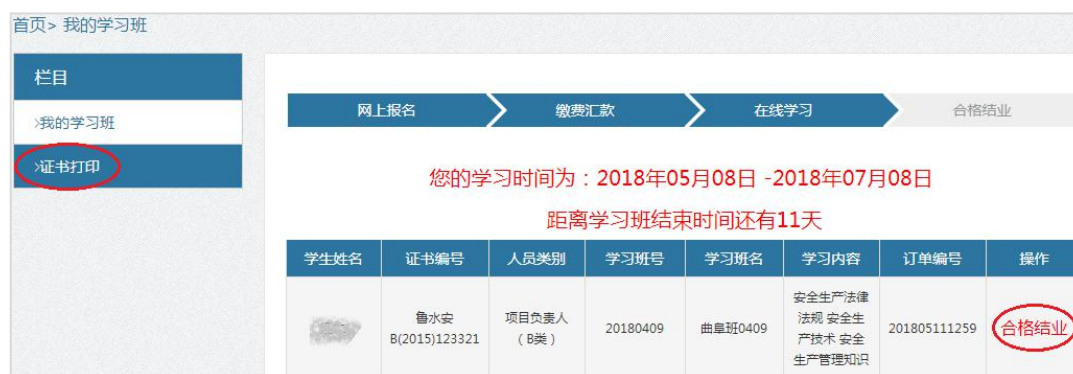 首页> 我的学习班
栏目
>我的学习班
>证书打印
网上报名
缴费汇款
在线学习
合格结业
您的学习时间为：2018年05月08日 -2018年07月08日
距离学习班结束时间还有11天
学生姓名 证书编号 人员类别 学习班号 学习班名 学习内容 订单编号 操作
鲁水安
B(2015)123321
项目负责人
（B类）
20180409
曲阜班0409
安全生产法律
法规 安全生
产技术 安全
生产管理知识
201805111259
合格结业